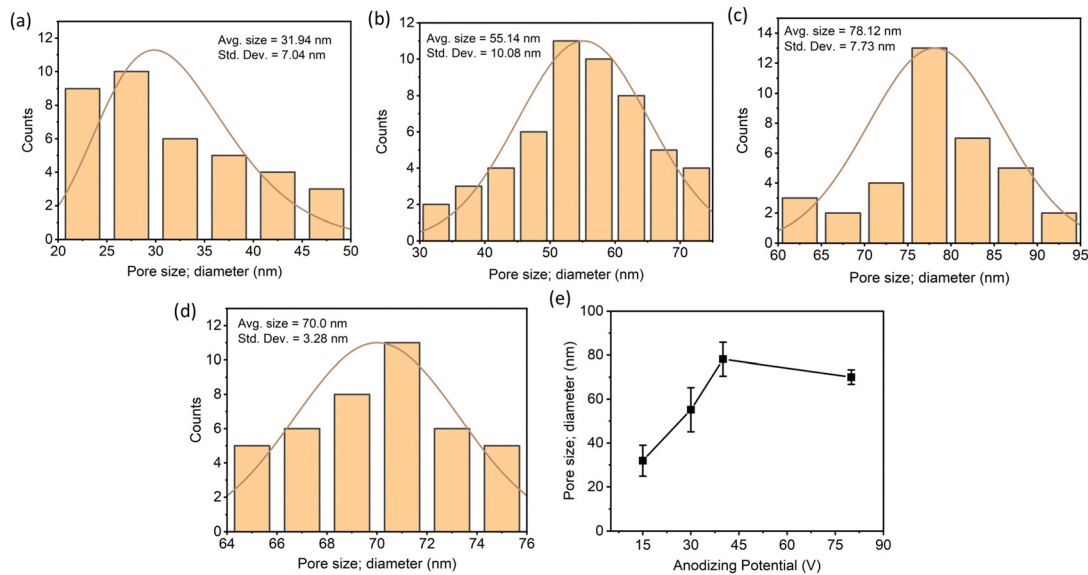 (a)
Avg. size = 31.94 nm
Std. Dev. = 7.04 nm
Counts
12
10
8
6
4
2
0
20 25 30 35 40 45 50
Pore size; diameter (nm)
(b)
Avg. size = 55.14 nm
Std. Dev. = 10.08 nm
Counts
12
10
8
6
4
2
0
30 40 50 60 70
Pore size; diameter (nm)
(c)
Avg. size = 78.12 nm
Std. Dev. = 7.73 nm
Counts
14
12
10
8
6
4
2
0
60 65 70 75 80 85 90 95
Pore size; diameter (nm)
(d)
Avg. size = 70.0 nm
Std. Dev. = 3.28 nm
Counts
12
10
8
6
4
2
0
64 66 68 70 72 74 76
Pore size; diameter (nm)
(e)
Pore size; diameter (nm)
100
80
60
40
20
0
15 30 45 60 75 90
Anodizing Potential (V)